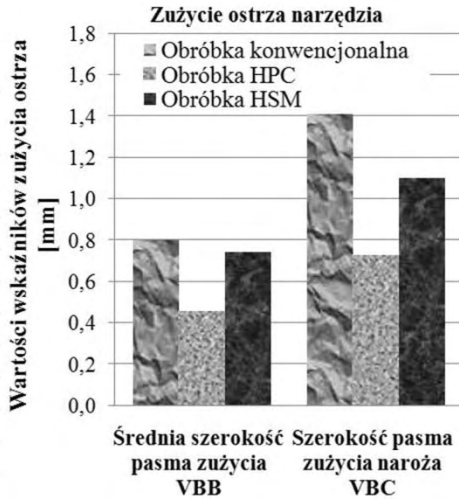 Zużycie ostrza narzędzia
Wartości wskaźników zużycia ostrza
[mm]
1,8
1,6
1,4
1,2
1,0
0,8
0,6
0,4
0,2
0,0
Obróbka konwencjonalna
Obróbka HPC
Obróbka HSM
Średnia szerokość
pasma zużycia
VBB
Szerokość pasma
zużycia naroża
VBC